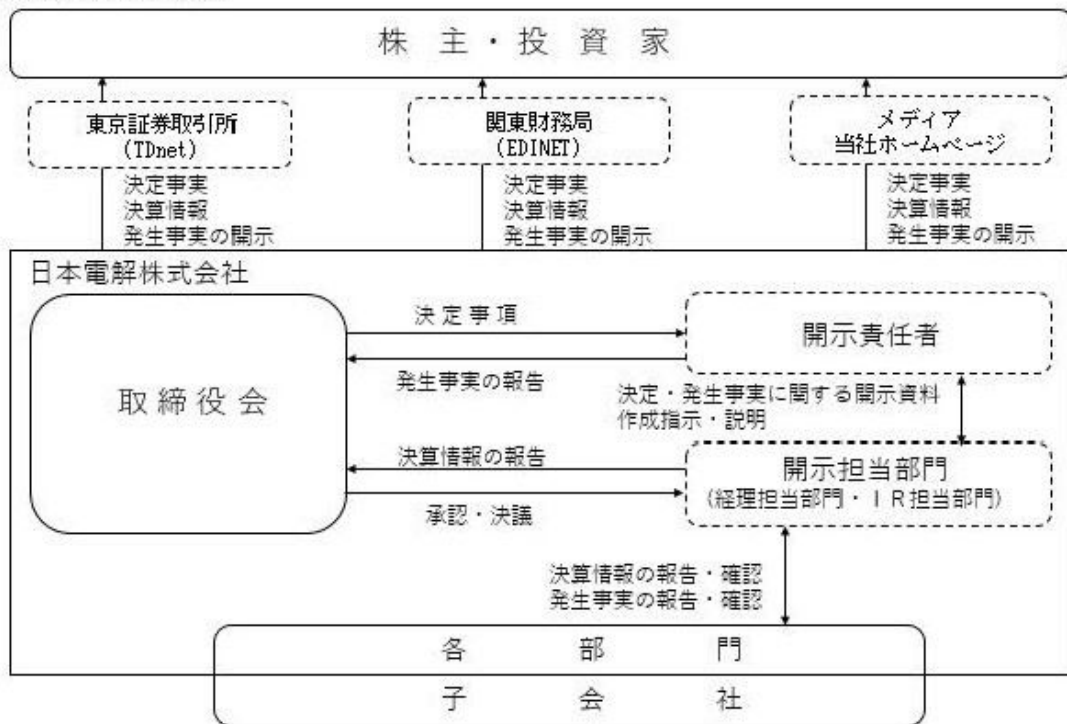 株 主 ・ 投 資 家
東京証券取引所
(TDnet)
関東財務局
(EDINET)
メディア
当社ホームページ
決定事実
決算情報
発生事実の開示
決定事実
決算情報
発生事実の開示
決定事実
決算情報
発生事実の開示
日本電解株式会社
取 締 役 会
決 定 事 項
発生事実の報告
開示責任者
決定・発生事実に関する開示資料
作成指示・説明
決算情報の報告
承認・決議
開示担当部門
(経理担当部門・ＩＲ担当部門)
決算情報の報告・確認
発生事実の報告・確認
各 部 門
子 会 社